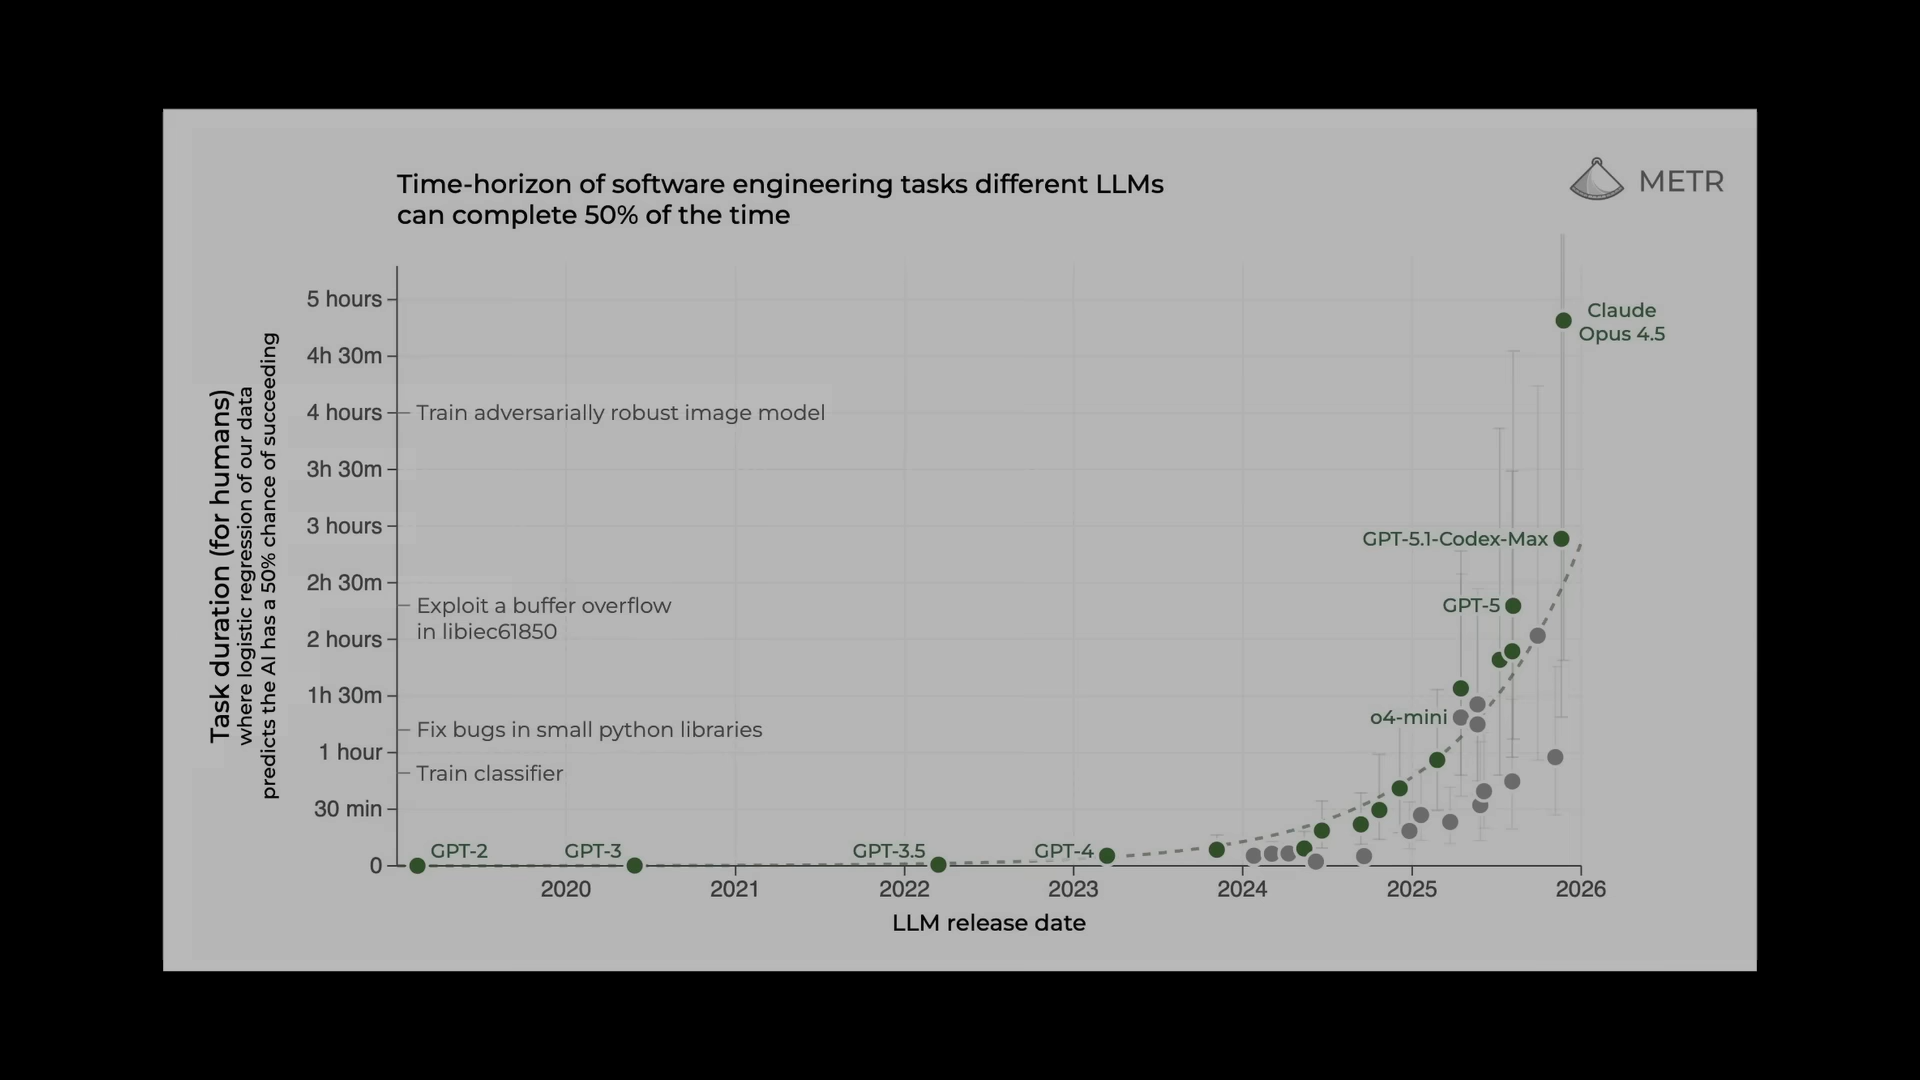 Time-horizon of software engineering tasks different LLMs
can complete 50% of the time
METR
Task duration (for humans)
where logistic regression of our data
predicts the AI has a 50% chance of succeeding
5 hours
4h 30m
4 hours
3h 30m
3 hours
2h 30m
2 hours
1h 30m
1 hour
30 min
0
Train adversarially robust image model
Exploit a buffer overflow
in libiec61850
Fix bugs in small python libraries
Train classifier
Claude
Opus 4.5
GPT-5.1-Codex-Max
GPT-5
o4-mini
GPT-2
GPT-3
GPT-3.5
GPT-4
2020
2021
2022
2023
2024
2025
2026
LLM release date